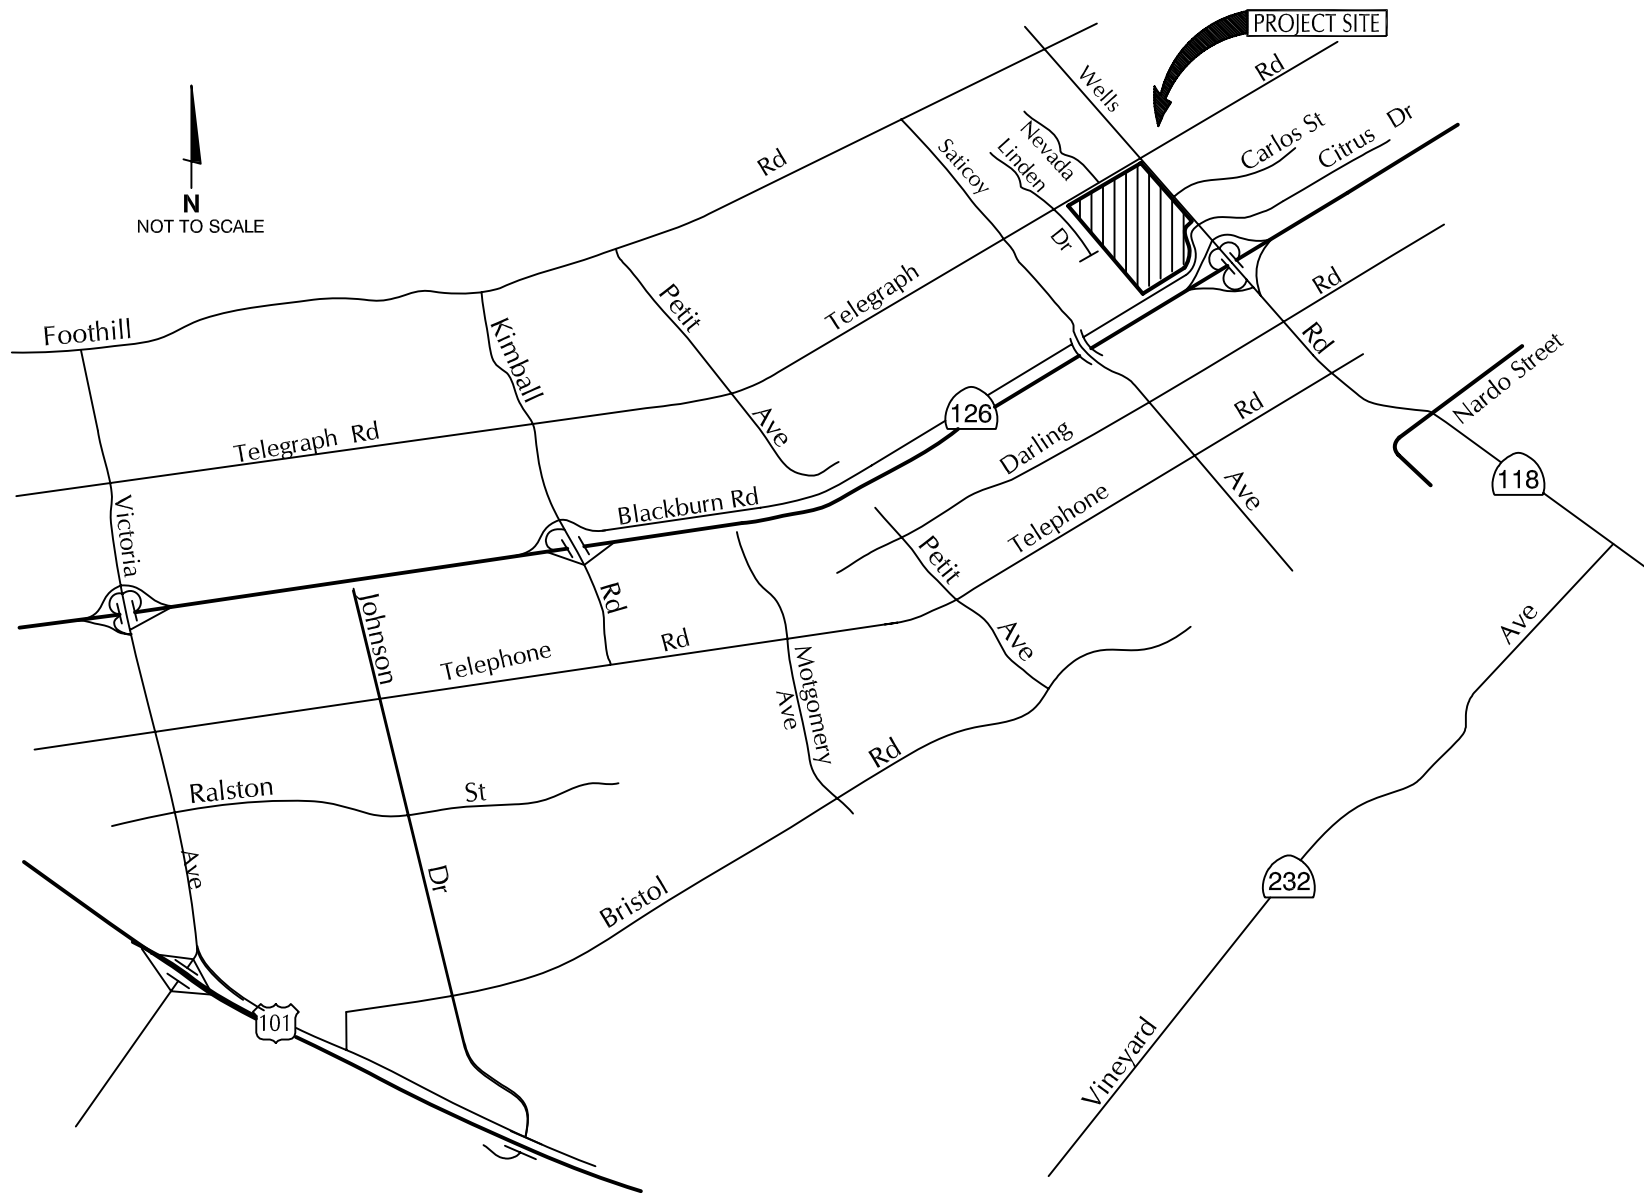 PROJECT SITE
Rd
Wells
Carlos St
Citrus Dr
Nevada
Linden
Dr
Saticoy
Rd
N
NOT TO SCALE
Telegraph
Petit
Rd
Foothill
Kimball
Rd
Nardo Street
126
Ave
Rd
Telegraph Rd
Darling
118
Ave
Victoria
Blackburn Rd
Telephone
Petit
Rd
Johnson
Ave
Ave
Rd
Telephone
Motgomery
Ave
Rd
Ralston
St
Ave
Dr
232
Bristol
101
Vineyard